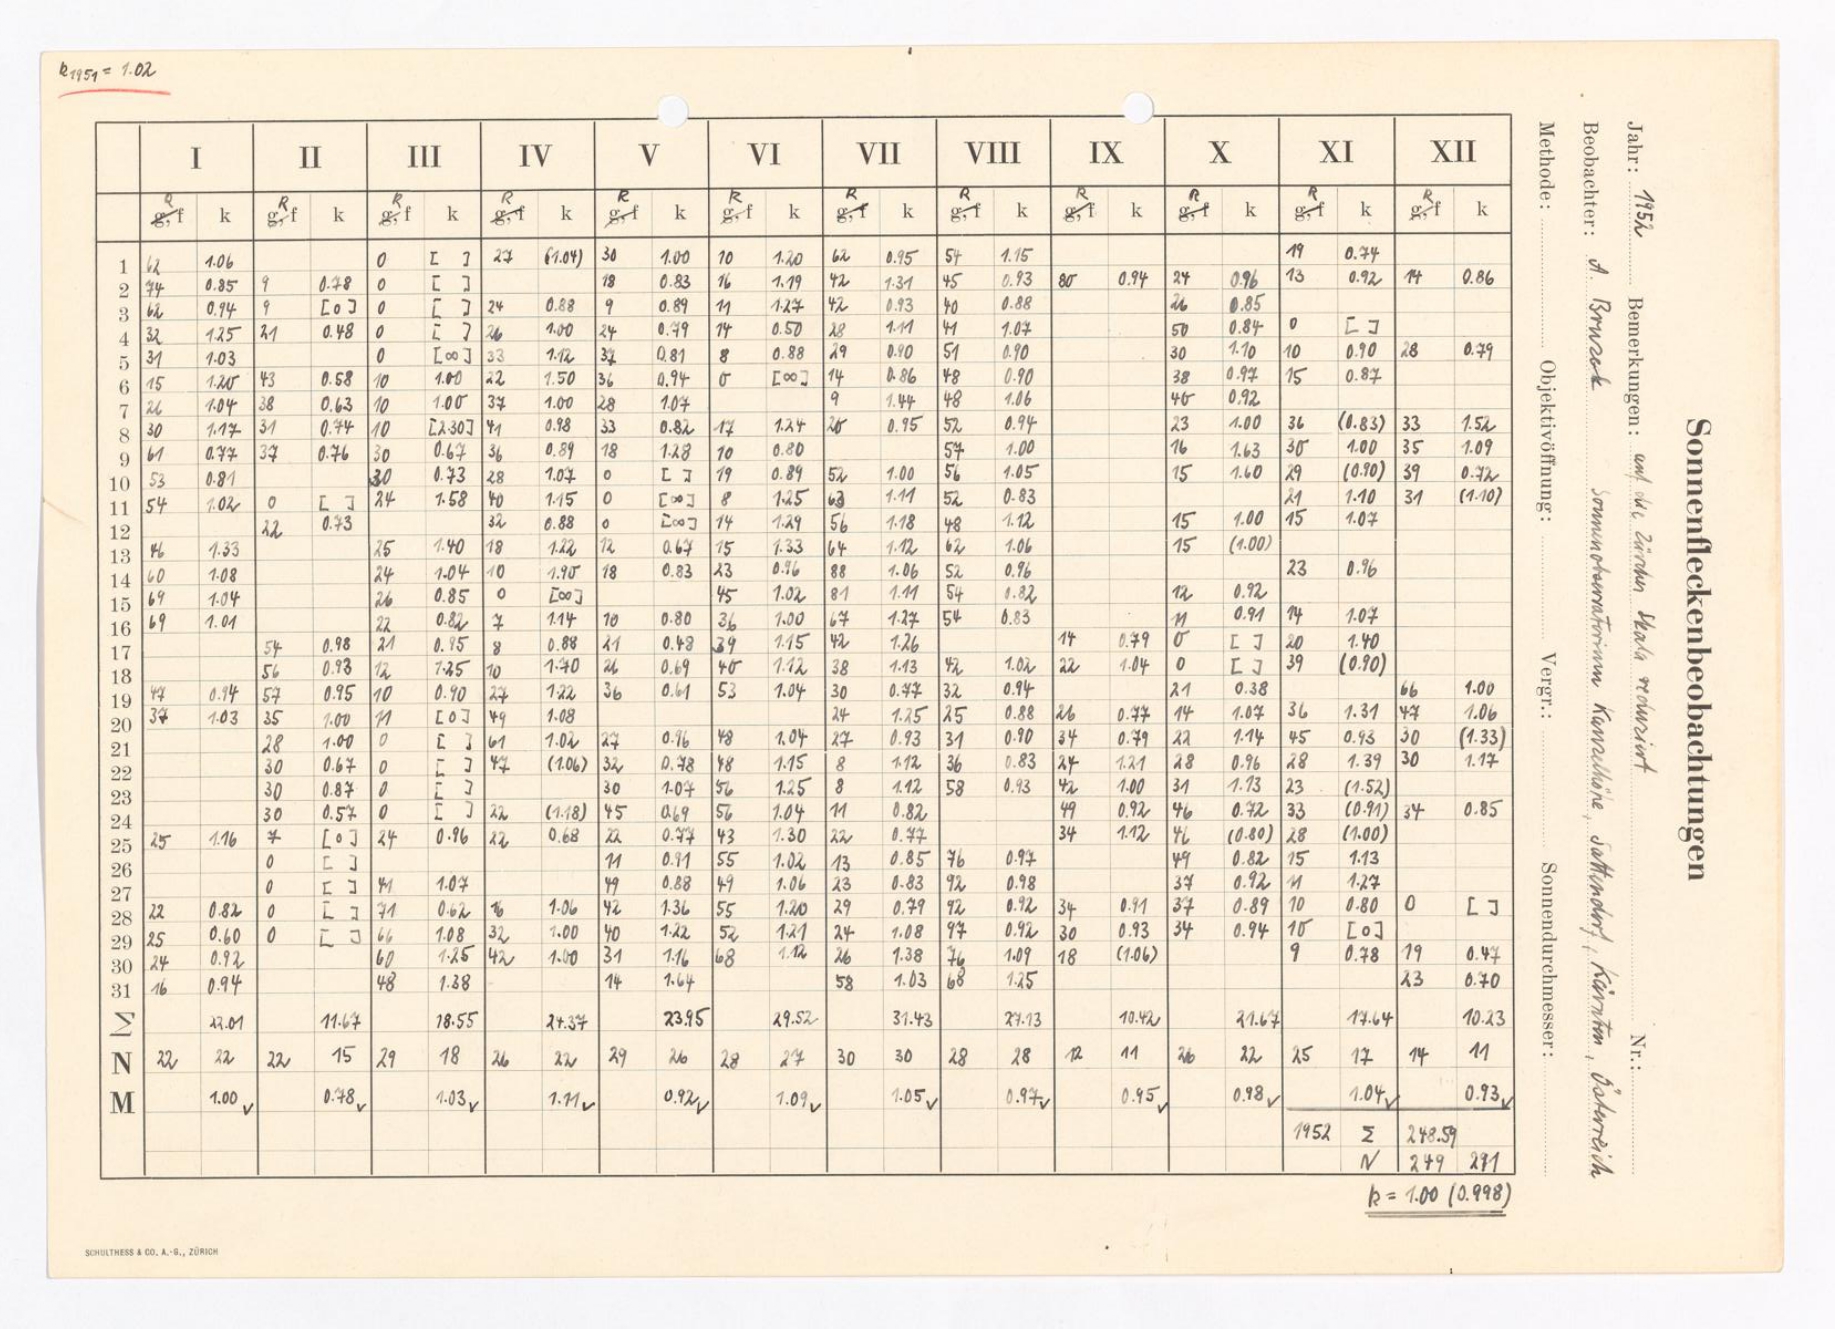 k1951 = 1.02
I II III IV V VI VII VIII IX X XI XII
R R R R R R R R R R R R
g, f k g, f k g, f k g, f k g, f k g, f k g, f k g, f k g, f k g, f k g, f k g, f k
1 62 1.06 0 [ ] 27 (1.04) 30 1.00 10 1.20 62 0.95 54 1.15 19 0.74
2 74 0.85 9 0.78 0 [ ] 18 0.83 16 1.19 42 1.31 45 0.93 80 0.94 24 0.96 13 0.92 14 0.86
3 62 0.94 9 [0] 0 [ ] 24 0.88 9 0.89 11 1.27 42 0.93 40 0.88 26 0.85
4 32 1.25 21 0.48 0 [ ] 26 1.00 24 0.79 14 0.50 28 1.11 41 1.07 50 0.84 0 [ ]
5 31 1.03 0 [∞] 33 1.12 37 0.81 8 0.88 29 0.90 51 0.90 30 1.10 10 0.90 28 0.79
6 15 1.20 43 0.58 10 1.00 22 1.50 36 0.94 0 [∞] 14 0.86 48 0.90 38 0.97 15 0.87
7 26 1.04 38 0.63 10 1.00 37 1.00 28 1.07 9 1.44 48 1.06 40 0.92
8 30 1.17 31 0.74 10 [2.30] 41 0.98 33 0.82 17 1.24 20 0.95 52 0.94 23 1.00 36 (0.83) 33 1.52
9 61 0.77 37 0.76 30 0.67 36 0.89 18 1.28 10 0.80 57 1.00 16 1.63 30 1.00 35 1.09
10 53 0.81 30 0.73 28 1.07 0 [ ] 19 0.89 52 1.00 56 1.05 15 1.60 29 (0.90) 39 0.72
11 54 1.02 0 [ ] 24 1.58 40 1.15 0 [∞] 8 1.25 63 1.11 52 0.83 21 1.10 31 (1.10)
12 22 0.73 32 0.88 0 [∞] 14 1.29 56 1.18 48 1.12 15 1.00 15 1.07
13 46 1.33 25 1.40 18 1.22 12 0.67 15 1.33 64 1.12 62 1.06 15 (1.00)
14 60 1.08 24 1.04 10 1.90 18 0.83 23 0.96 88 1.06 52 0.96 23 0.96
15 69 1.04 26 0.85 0 [∞] 45 1.02 81 1.11 54 0.82 12 0.92
16 69 1.01 22 0.82 7 1.14 10 0.80 36 1.00 67 1.27 54 0.83 11 0.91 14 1.07
17 54 0.98 21 0.95 8 0.88 21 0.48 39 1.15 42 1.26 14 0.79 0 [ ] 20 1.40
18 56 0.93 12 1.25 10 1.70 26 0.69 40 1.12 38 1.13 42 1.02 22 1.04 0 [ ] 39 (0.90)
19 47 0.94 57 0.95 10 0.90 27 1.22 36 0.61 53 1.04 30 0.77 32 0.94 21 0.38 66 1.00
20 37 1.03 35 1.00 11 [0] 49 1.08 24 1.25 25 0.88 26 0.77 14 1.07 36 1.31 47 1.06
21 28 1.00 0 [ ] 61 1.02 27 0.96 48 1.04 27 0.93 31 0.90 34 0.79 22 1.14 45 0.93 30 (1.33)
22 30 0.67 0 [ ] 47 (1.06) 32 0.78 48 1.15 8 1.12 36 0.83 24 1.21 28 0.96 28 1.39 30 1.17
23 30 0.87 0 [ ] 30 1.07 56 1.25 8 1.12 58 0.93 42 1.00 31 1.13 23 (1.52)
24 30 0.57 0 [ ] 22 (1.18) 45 0.69 56 1.04 11 0.82 49 0.92 46 0.72 33 (0.91) 34 0.85
25 25 1.16 7 [0] 24 0.96 22 0.68 22 0.77 43 1.30 22 0.77 34 1.12 41 (0.80) 28 (1.00)
26 0 [ ] 11 0.91 55 1.02 13 0.85 76 0.97 49 0.82 15 1.13
27 0 [ ] 41 1.07 49 0.88 49 1.06 23 0.83 92 0.98 37 0.92 11 1.27
28 22 0.82 0 [ ] 71 0.62 16 1.06 42 1.36 55 1.20 29 0.79 92 0.92 34 0.91 37 0.89 10 0.80 0 [ ]
29 25 0.60 0 [ ] 66 1.08 32 1.00 40 1.22 52 1.21 24 1.08 97 0.92 30 0.93 34 0.94 10 [0]
30 24 0.92 60 1.25 42 1.00 31 1.16 68 1.12 26 1.38 76 1.09 18 (1.06) 9 0.78 19 0.47
31 16 0.94 48 1.38 14 1.64 58 1.03 68 1.25 23 0.70
Σ 22.01 11.67 18.55 24.37 23.95 29.52 31.43 27.13 10.42 21.67 17.64 10.23
N 22 22 22 15 29 18 26 22 29 26 28 27 30 30 28 28 12 11 26 22 25 17 14 11
M 1.00 ✓ 0.78 ✓ 1.03 ✓ 1.11 ✓ 0.92 ✓ 1.09 ✓ 1.05 ✓ 0.97 ✓ 0.95 ✓ 0.98 ✓ 1.04 ✓ 0.93 ✓
1952 Σ 248.59
N 249 291
k = 1.00 (0.998)
SCHULTHESS & CO. A.-G., ZÜRICH
Sonnenfleckenbeobachtungen
Jahr: 1952 Bemerkungen: auf die Zürcher Skala reduziert Nr.:
Beobachter: A. Bruzek Sonnenobservatorium Kanzelhöhe, Sattendorf, Kärnten, Österreich
Methode: Objektivöffnung: Vergr.: Sonnendurchmesser: